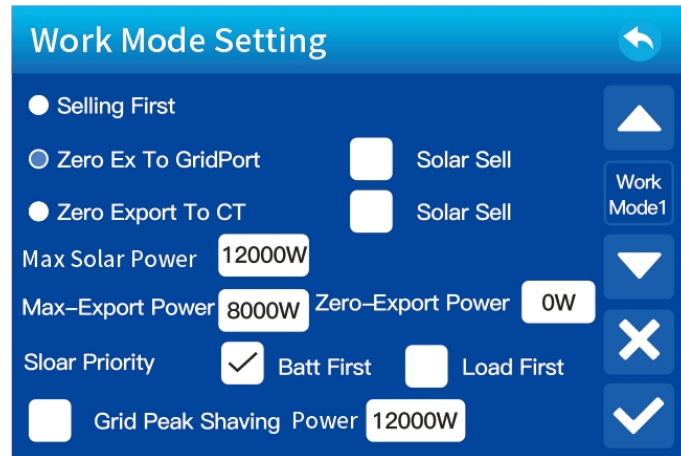 Work Mode Setting
Selling First
Zero Ex To GridPort Solar Sell
Work
Mode1
Zero Export To CT Solar Sell
Max Solar Power 12000W
Max-Export Power 8000W Zero-Export Power 0W
Sloar Priority Batt First Load First
Grid Peak Shaving Power 12000W